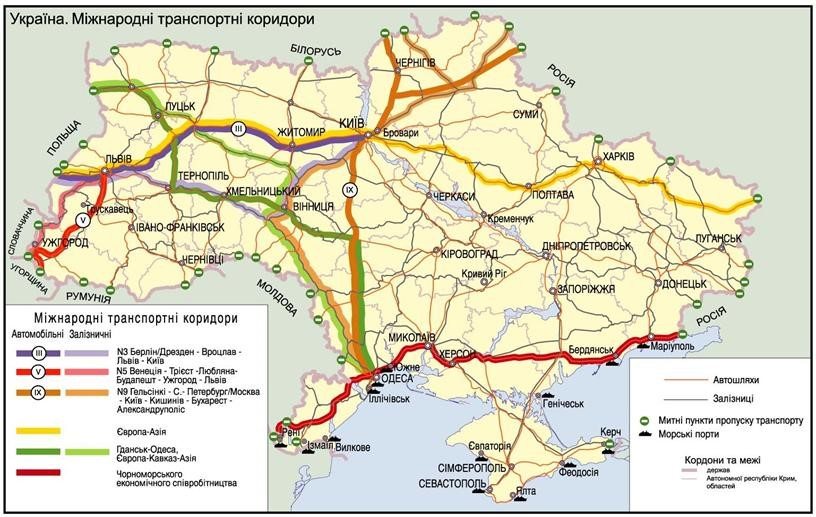 Україна. Міжнародні транспортні коридори
БІЛОРУСЬ
РОСІЯ
ПОЛЬЩА
СЛОВАЧЧИНА
УГОРЩИНА
РУМУНІЯ
МОЛДОВА
РОСІЯ
ЧЕРНІГІВ
ЛУЦЬК
КИЇВ
СУМИ
III
ЖИТОМИР
Бровари
ЛЬВІВ
ХАРКІВ
ТЕРНОПІЛЬ
ХМЕЛЬНИЦЬКИЙ
IX
ПОЛТАВА
Трускавець
ВІННИЦЯ
ЧЕРКАСИ
V
Кременчук
УЖГОРОД
ІВАНО-ФРАНКІВСЬК
ЛУГАНСЬК
ЧЕРНІВЦІ
КІРОВОГРАД
ДНІПРОПЕТРОВСЬК
Кривий Ріг
ДОНЕЦЬК
ЗАПОРІЖЖЯ
МИКОЛАЇВ
ХЕРСОН
Маріуполь
Бердянськ
Южне
ОДЕСА
Іллічівськ
Генічеськ
Рені
Ізмаїл
Вилкове
Керч
Євпаторія
СІМФЕРОПОЛЬ
Феодосія
СЕВАСТОПОЛЬ
Ялта
Міжнародні транспортні коридори
Автомобільні Залізничні
III N3 Берлін/Дрезден - Вроцлав -
Львів - Київ
V N5 Венеція - Трієст -Любляна-
Будапешт - Ужгород - Львів
IX N9 Гельсінкі - С.- Петербург/Москва
- Київ - Кишинів - Бухарест -
Александруполіс
Європа-Азія
Гданськ-Одеса,
Європа-Кавказ-Азія
Чорноморського
економічного співробітництва
Автошляхи
Залізниці
Митні пункти пропуску транспорту
Морські порти
Кордони та межі
держав
Автономної республіки Крим,
областей